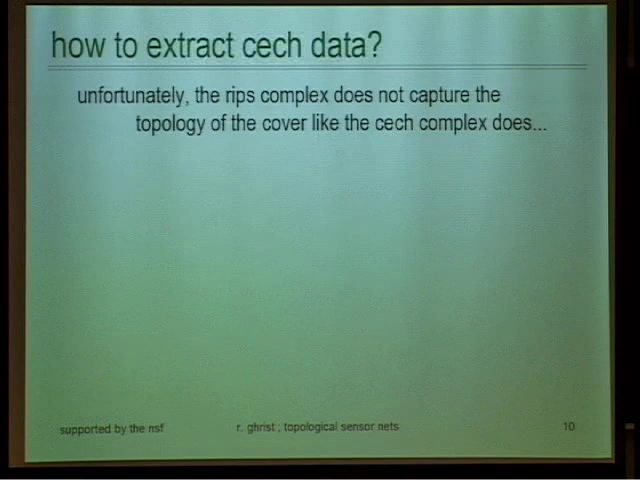 how to extract cech data?
unfortunately, the rips complex does not capture the
topology of the cover like the cech complex does...
supported by the nsf
r. ghrist ; topological sensor nets
10